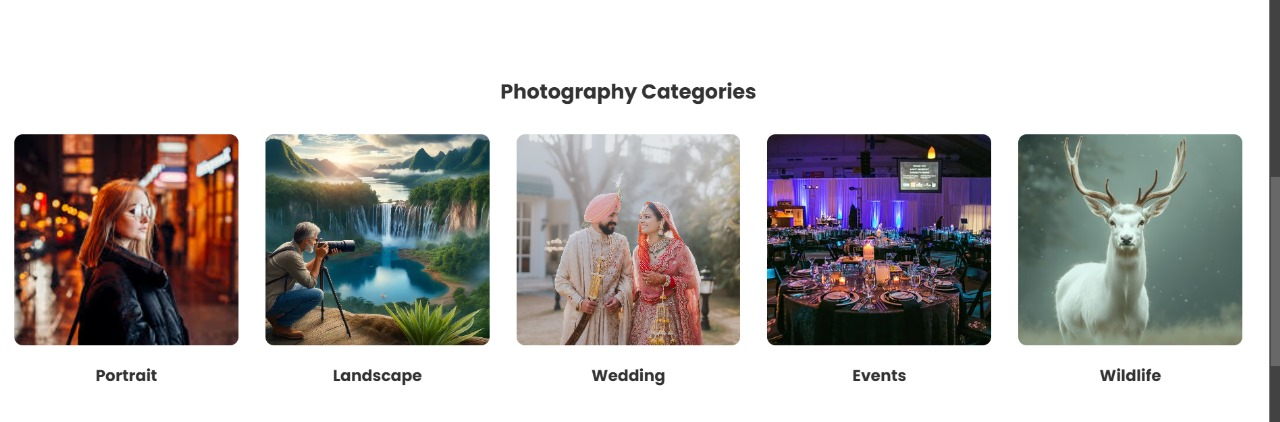 Photography Categories
Portrait
Landscape
Wedding
Events
Wildlife